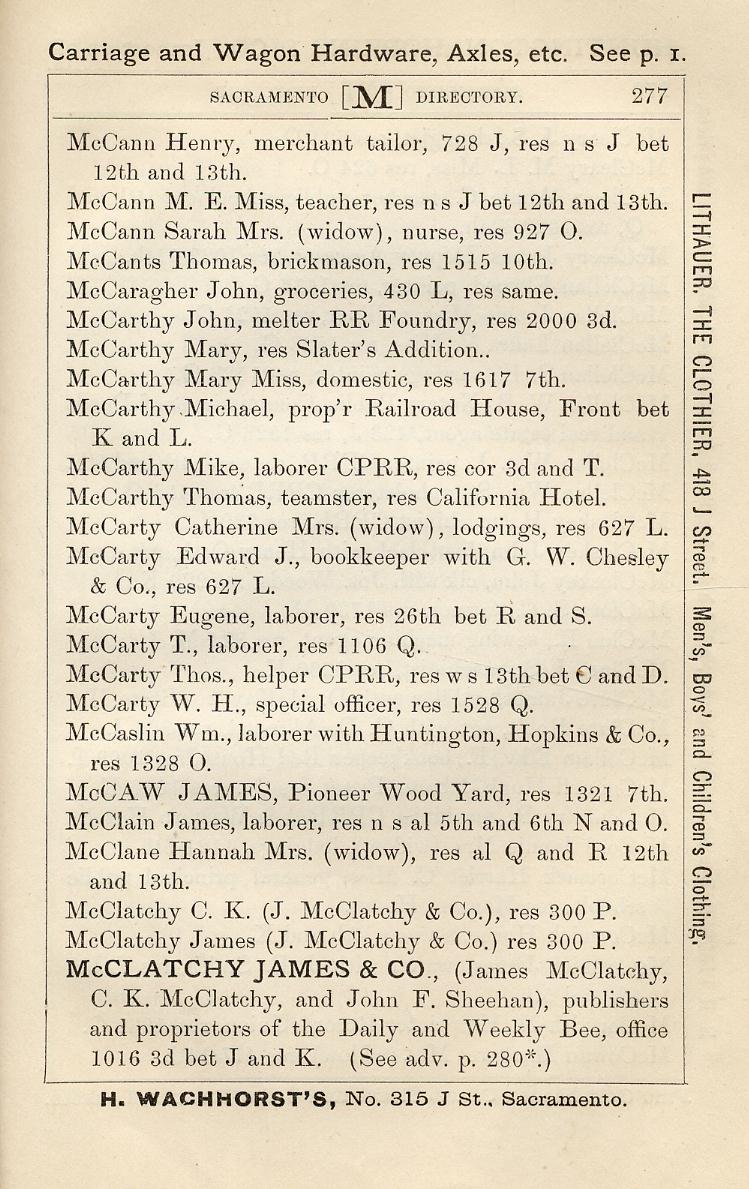 Carriage and Wagon Hardware, Axles, etc. See p. 1.
SACRAMENTO [M] DIRECTORY. 277
McCann Henry, merchant tailor, 728 J, res n s J bet
12th and 13th.
McCann M. E. Miss, teacher, res n s J bet 12th and 13th.
McCann Sarah Mrs. (widow), nurse, res 927 O.
McCants Thomas, brickmason, res 1515 10th.
McCaragher John, groceries, 430 L, res same.
McCarthy John, melter RR Foundry, res 2000 3d.
McCarthy Mary, res Slater's Addition..
McCarthy Mary Miss, domestic, res 1617 7th.
McCarthy Michael, prop'r Railroad House, Front bet
K and L.
McCarthy Mike, laborer CPRR, res cor 3d and T.
McCarthy Thomas, teamster, res California Hotel.
McCarty Catherine Mrs. (widow), lodgings, res 627 L.
McCarty Edward J., bookkeeper with G. W. Chesley
& Co., res 627 L.
McCarty Eugene, laborer, res 26th bet R and S.
McCarty T., laborer, res 1106 Q.
McCarty Thos., helper CPRR, res w s 13th bet C and D.
McCarty W. H., special officer, res 1528 Q.
McCaslin Wm., laborer with Huntington, Hopkins & Co.,
res 1328 O.
McCAW JAMES, Pioneer Wood Yard, res 1321 7th.
McClain James, laborer, res n s al 5th and 6th N and O.
McClane Hannah Mrs. (widow), res al Q and R 12th
and 13th.
McClatchy C. K. (J. McClatchy & Co.), res 300 P.
McClatchy James (J. McClatchy & Co.) res 300 P.
McCLATCHY JAMES & CO., (James McClatchy,
C. K. McClatchy, and John F. Sheehan), publishers
and proprietors of the Daily and Weekly Bee, office
1016 3d bet J and K. (See adv. p. 280*.)
H. WACHHORST'S, No. 315 J St., Sacramento.
LITHAUER, THE CLOTHIER, 418 J Street. Men's, Boys' and Children's Clothing.